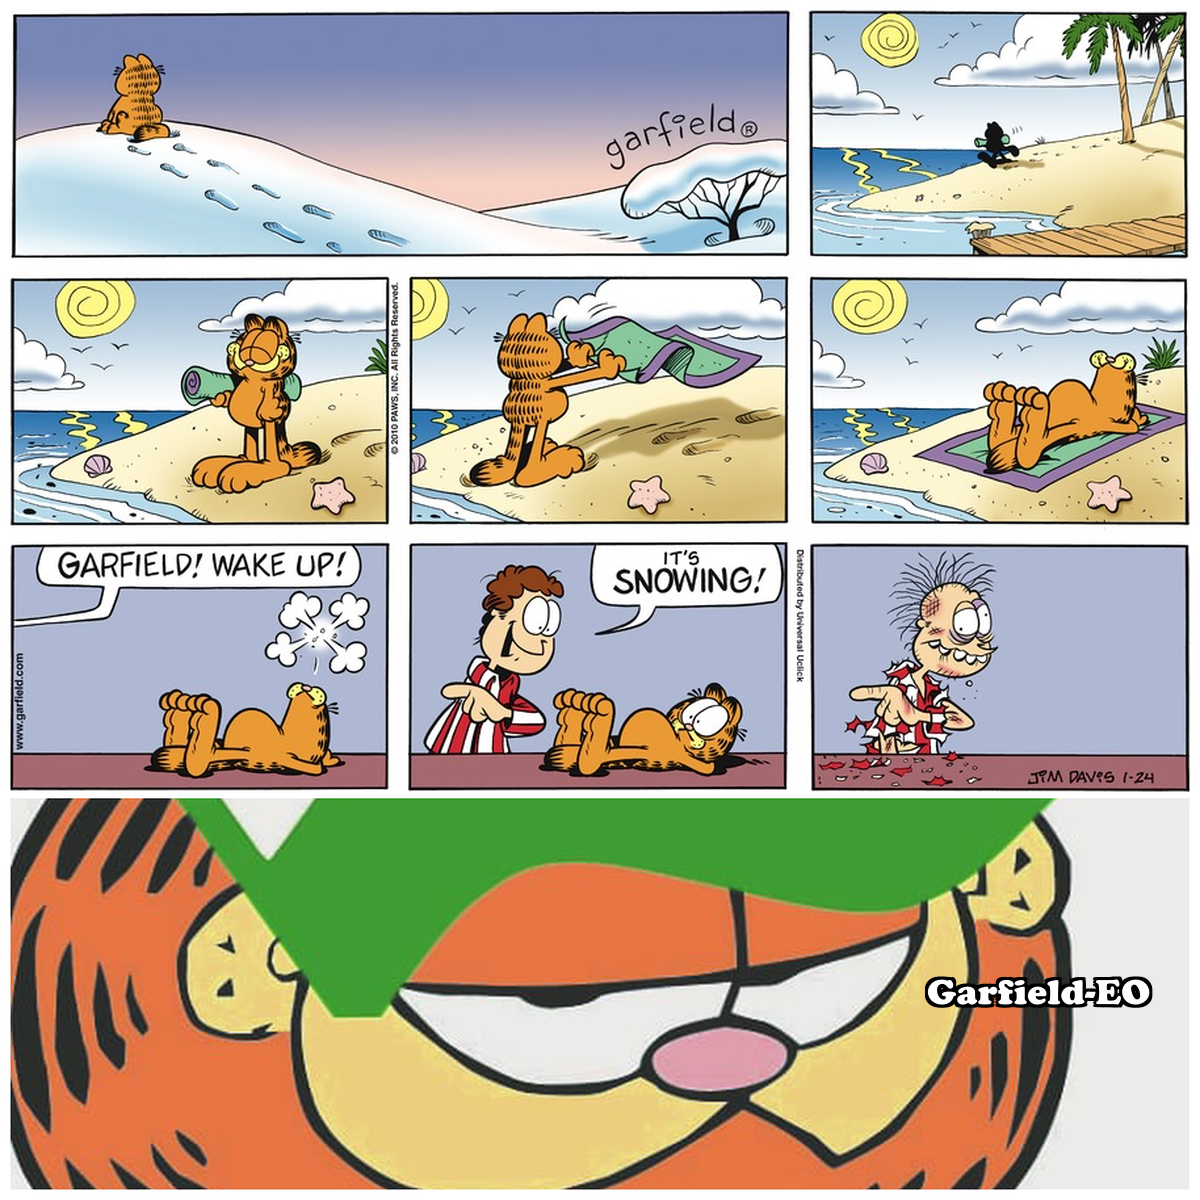 garfield®
© 2010 PAWS, INC. All Rights Reserved.
GARFIELD! WAKE UP!
www.garfield.com
IT'S
SNOWING!
Distributed by Universal Uclick
JIM DAVIS 1-24
Garfield-EO